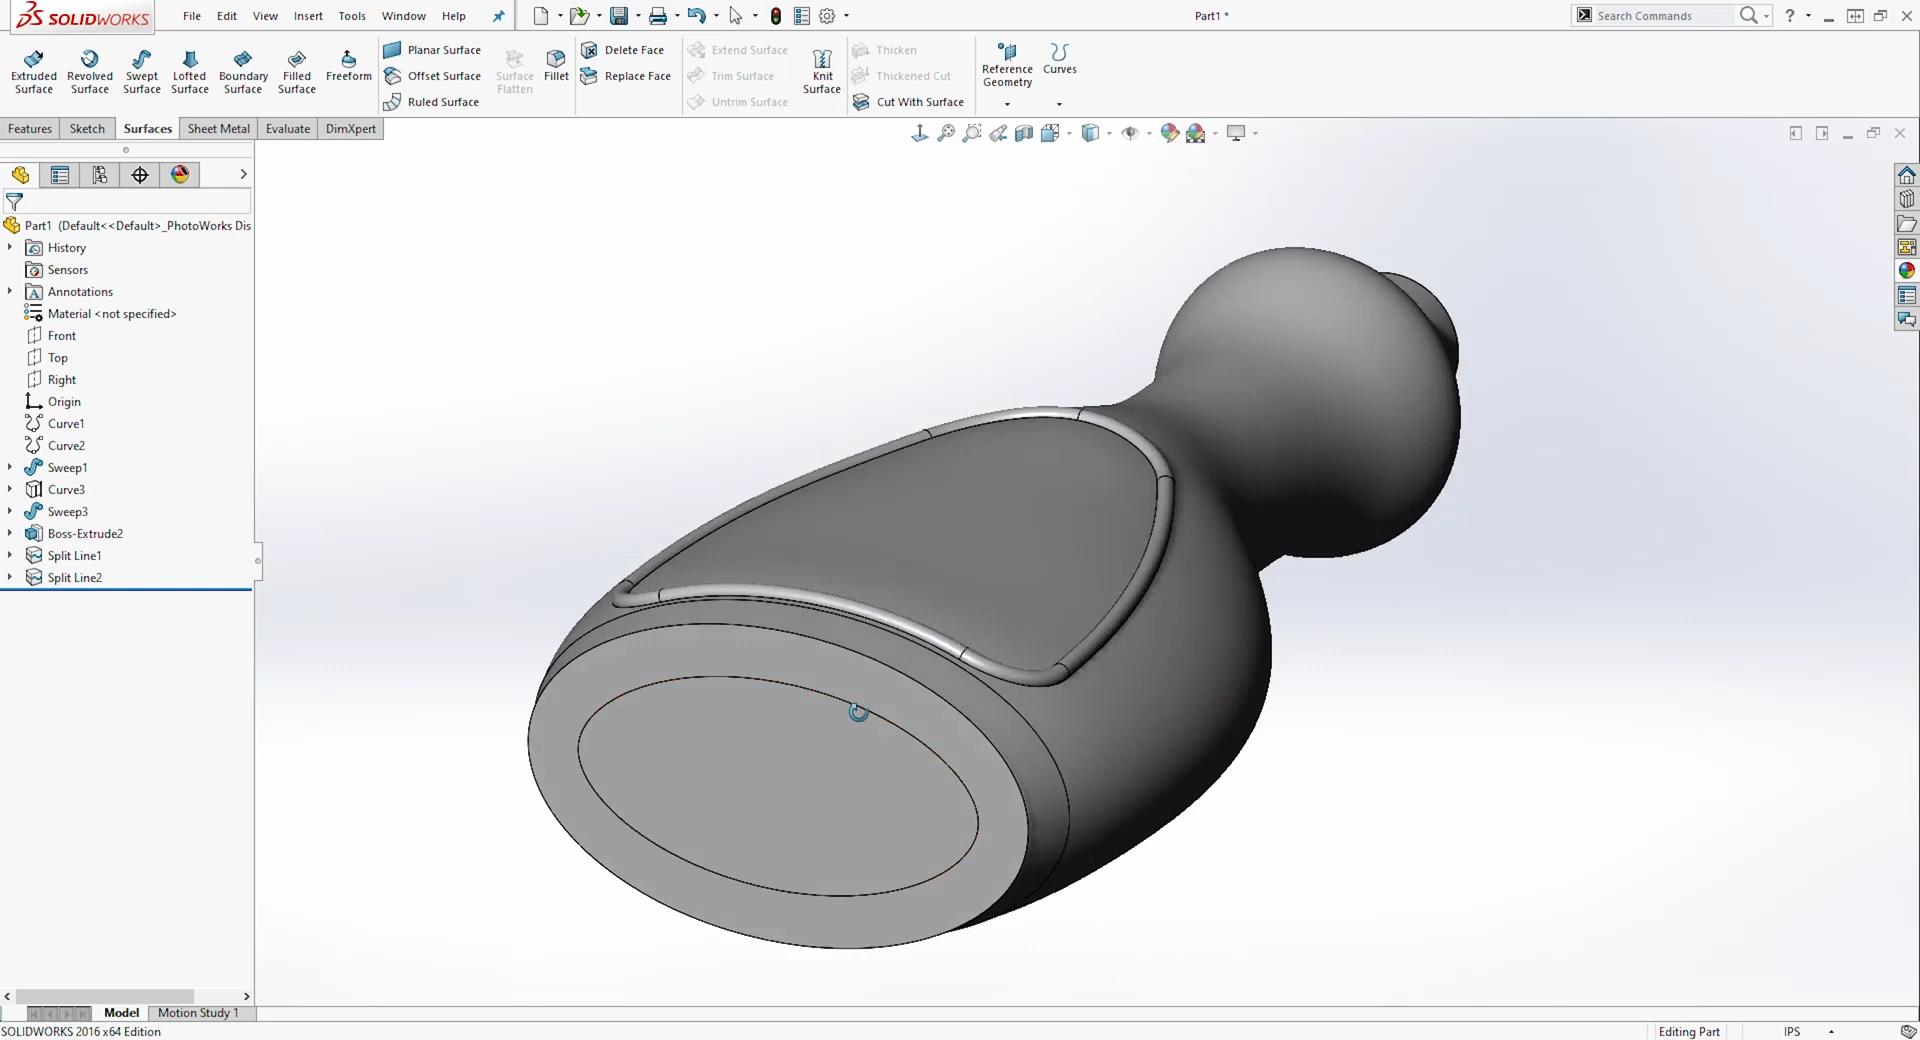 SOLIDWORKS File Edit View Insert Tools Window Help Part1 * Search Commands ?
Extruded Surface
Revolved Surface
Swept Surface
Lofted Surface
Boundary Surface
Filled Surface
Freeform
Planar Surface
Offset Surface
Ruled Surface
Surface Flatten
Fillet
Delete Face
Replace Face
Extend Surface
Trim Surface
Untrim Surface
Knit Surface
Thicken
Thickened Cut
Cut With Surface
Reference Geometry
Curves
Features Sketch Surfaces Sheet Metal Evaluate DimXpert
Part1 (Default<<Default>_PhotoWorks Dis
History
Sensors
A Annotations
Material <not specified>
Front
Top
Right
Origin
Curve1
Curve2
Sweep1
Curve3
Sweep3
Boss-Extrude2
Split Line1
Split Line2
Model Motion Study 1
SOLIDWORKS 2016 x64 Edition Editing Part IPS